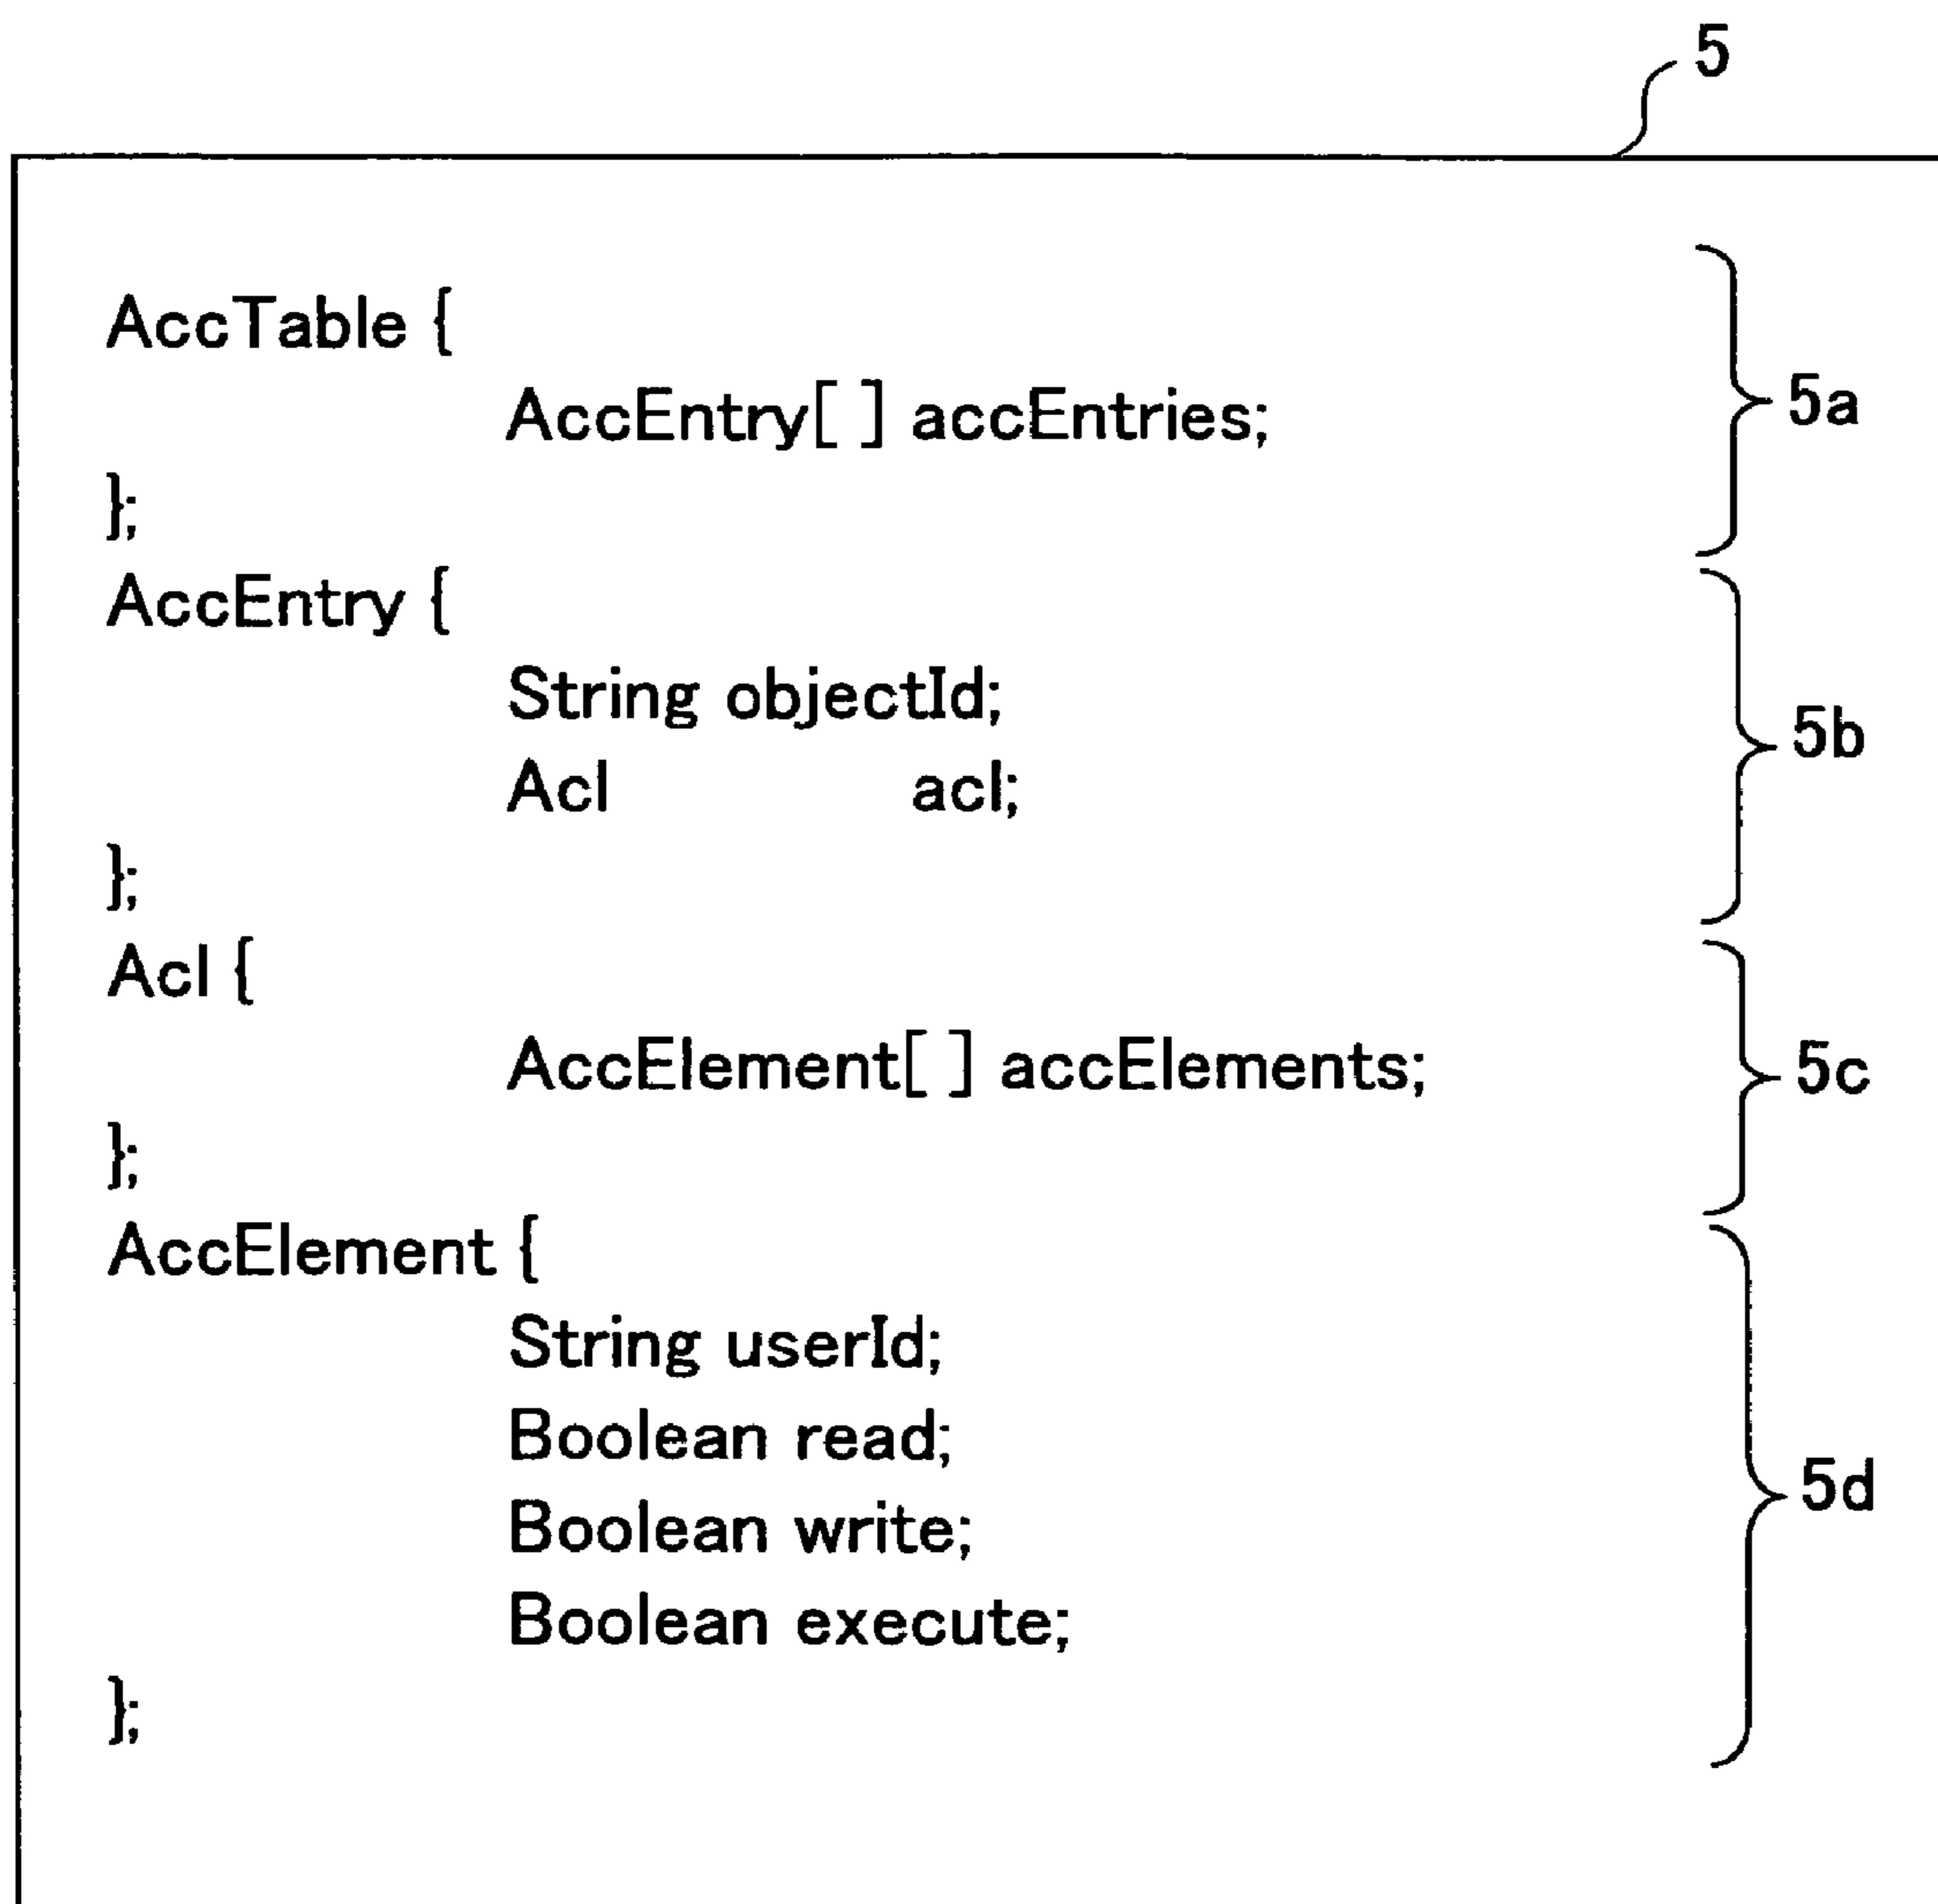 5
AccTable {
AccEntry[ ] accEntries;
};
5a
AccEntry {
String objectId;
Acl acl;
};
5b
Acl {
AccElement[ ] accElements;
};
5c
AccElement {
String userId;
Boolean read;
Boolean write;
Boolean execute;
};
5d